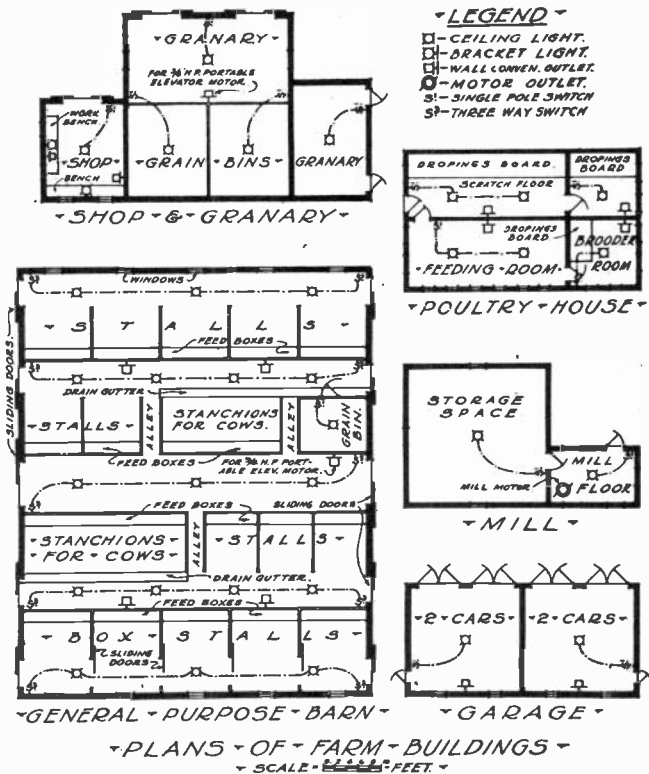 LEGEND
CEILING LIGHT.
BRACKET LIGHT.
WALL CONVEN. OUTLET.
MOTOR OUTLET.
S¹ - SINGLE POLE SWITCH
S³ - THREE WAY SWITCH
GRANARY
FOR 3/4 H.P. PORTABLE
ELEVATOR MOTOR.
WORK
BENCH
SHOP
BENCH
GRAIN
BINS
GRANARY
SHOP & GRANARY
DROPINGS BOARD.
DROPINGS
BOARD
SCRATCH FLOOR
DROPINGS
BOARD
FEEDING ROOM
BROODER
ROOM
POULTRY - HOUSE
WINDOWS
STALLS
FEED BOXES
SLIDING DOORS
DRAIN GUTTER
STALLS
ALLEY
STANCHIONS
FOR COWS.
ALLEY
GRAIN
BIN.
FEED BOXES
FOR 3/4 H.P. PORT-
ABLE ELEV. MOTOR.
FEED BOXES
SLIDING DOORS
STANCHIONS
FOR - COWS
ALLEY
STALLS
DRAIN GUTTER.
FEED BOXES
BOX - STALLS
SLIDING
DOORS
GENERAL - PURPOSE - BARN
STORAGE
SPACE
MILL
MILL MOTOR
FLOOR
MILL
2 - CARS
2 - CARS
GARAGE
PLANS - OF - FARM - BUILDINGS
SCALE - FEET.